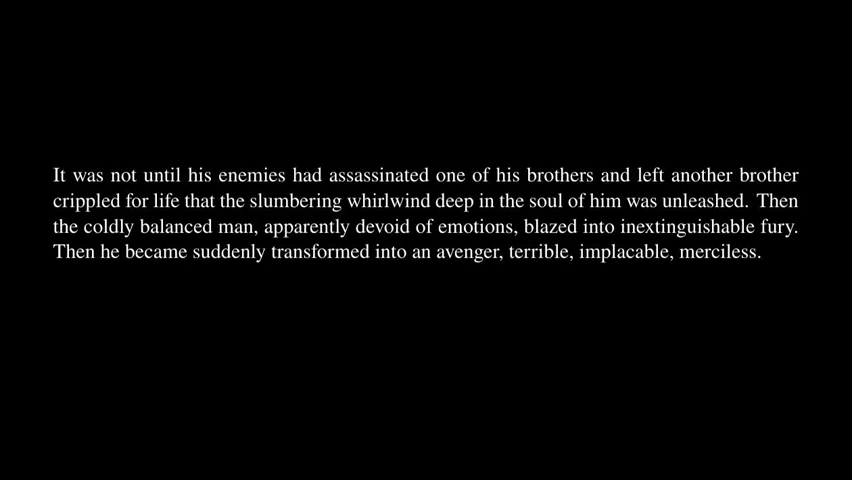 It was not until his enemies had assassinated one of his brothers and left another brother
crippled for life that the slumbering whirlwind deep in the soul of him was unleashed. Then
the coldly balanced man, apparently devoid of emotions, blazed into inextinguishable fury.
Then he became suddenly transformed into an avenger, terrible, implacable, merciless.